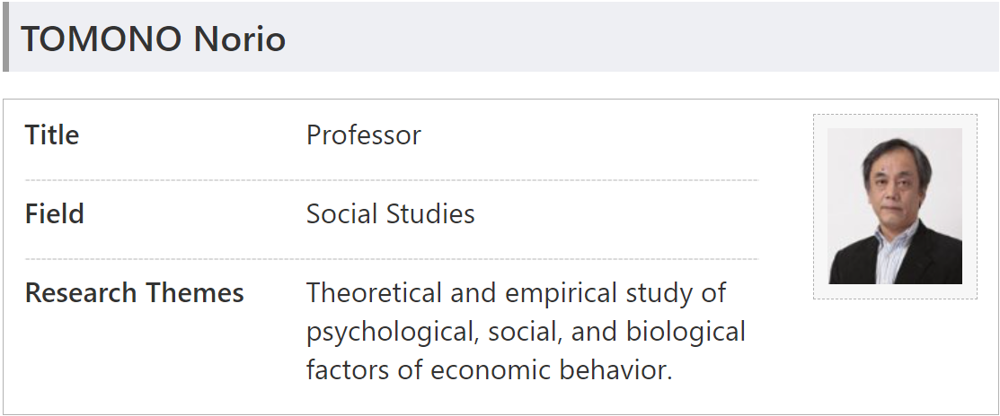 TOMONO Norio
Title Professor
Field Social Studies
Research Themes Theoretical and empirical study of
psychological, social, and biological
factors of economic behavior.